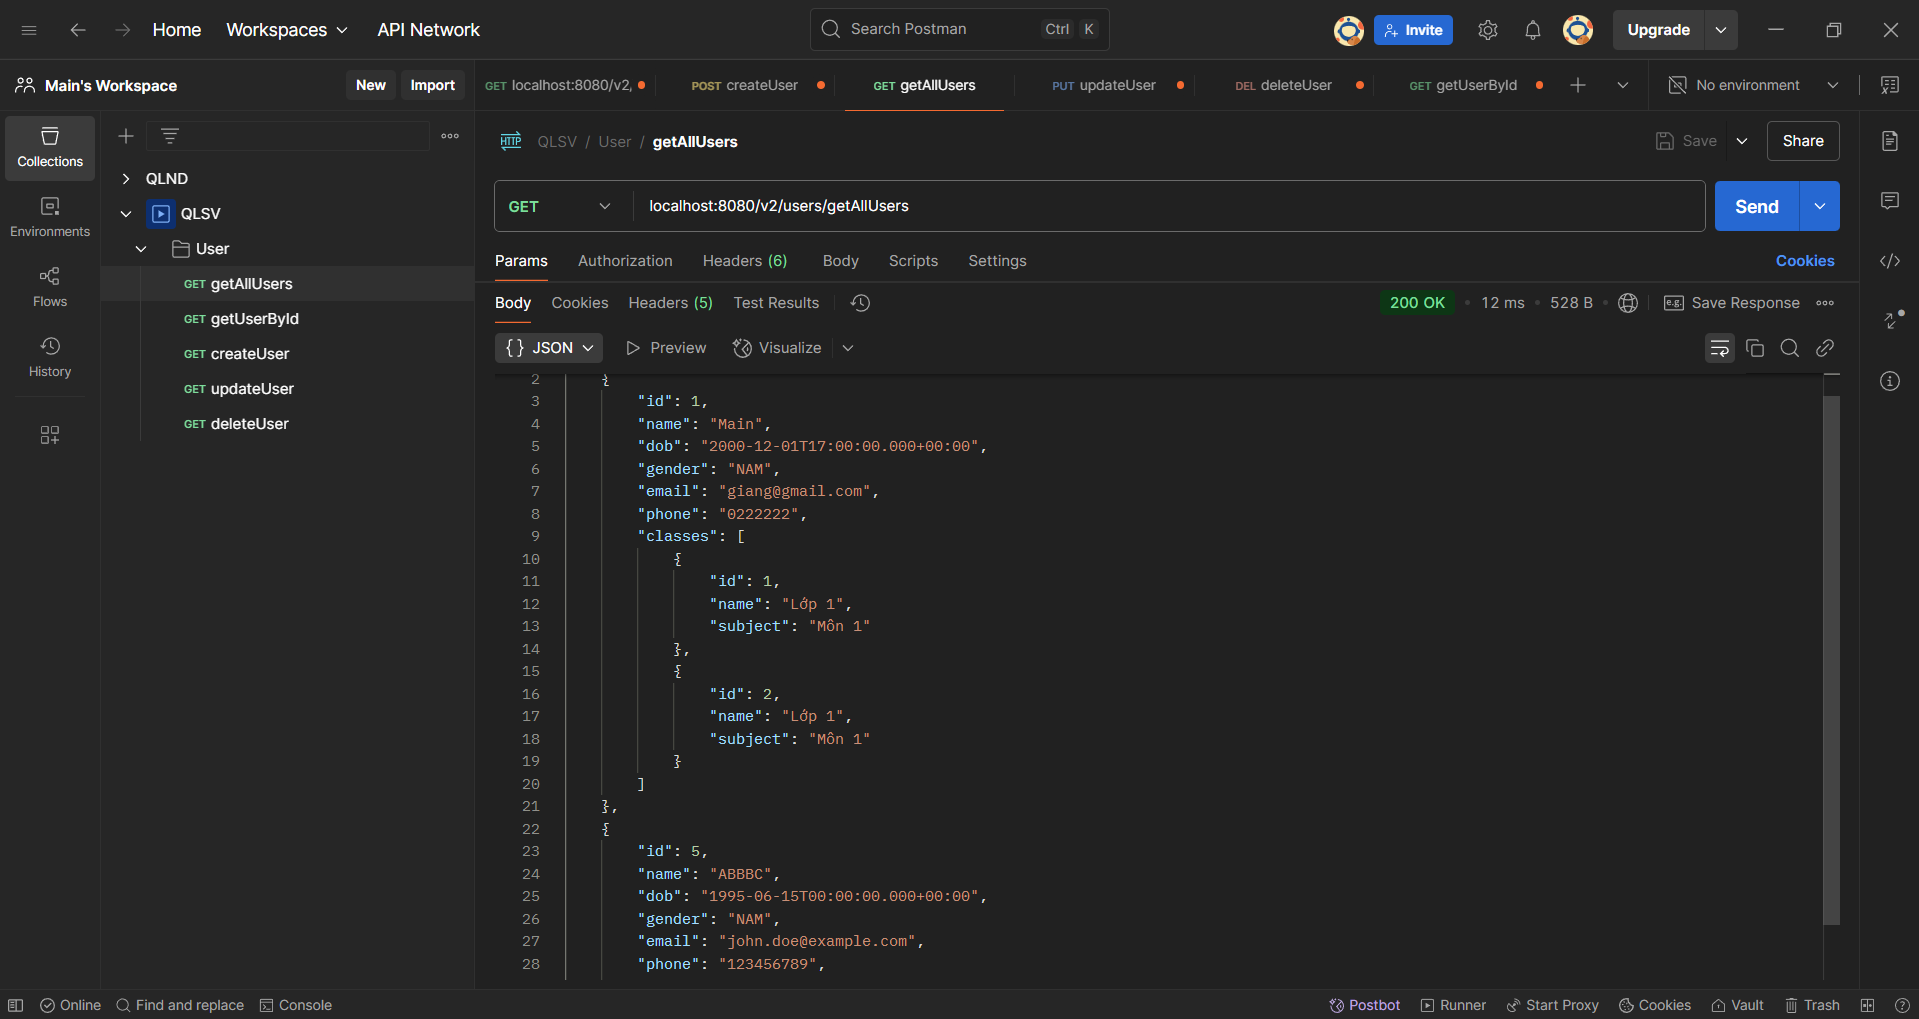 Home Workspaces API Network Search Postman Ctrl K Invite Upgrade
Main's Workspace New Import GET localhost:8080/v2, POST createUser GET getAllUsers PUT updateUser DEL deleteUser GET getUserById No environment
Collections
Environments
Flows
History
QLND
QLSV
User
GET getAllUsers
GET getUserById
GET createUser
GET updateUser
GET deleteUser
HTTP QLSV / User / getAllUsers Save Share
GET localhost:8080/v2/users/getAllUsers Send
Params Authorization Headers (6) Body Scripts Settings Cookies
Body Cookies Headers (5) Test Results 200 OK 12 ms 528 B e.g. Save Response
{} JSON Preview Visualize
2 {
3 "id": 1,
4 "name": "Main",
5 "dob": "2000-12-01T17:00:00.000+00:00",
6 "gender": "NAM",
7 "email": "giang@gmail.com",
8 "phone": "0222222",
9 "classes": [
10 {
11 "id": 1,
12 "name": "Lớp 1",
13 "subject": "Môn 1"
14 },
15 {
16 "id": 2,
17 "name": "Lớp 1",
18 "subject": "Môn 1"
19 }
20 ]
21 },
22 {
23 "id": 5,
24 "name": "ABBBC",
25 "dob": "1995-06-15T00:00:00.000+00:00",
26 "gender": "NAM",
27 "email": "john.doe@example.com",
28 "phone": "123456789",
Online Find and replace Console Postbot Runner Start Proxy Cookies Vault Trash